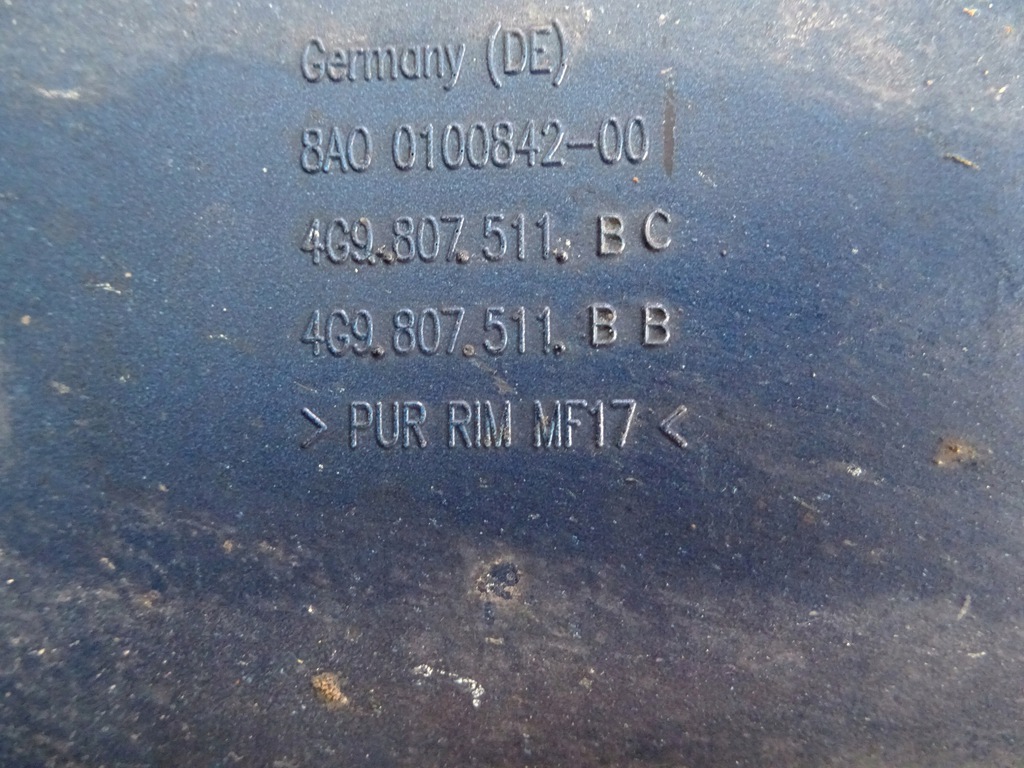 Germany (DE)
8A0 0100842-00
4G9.807.511. B C
4G9.807.511. B B
> PUR RIM MF17 <